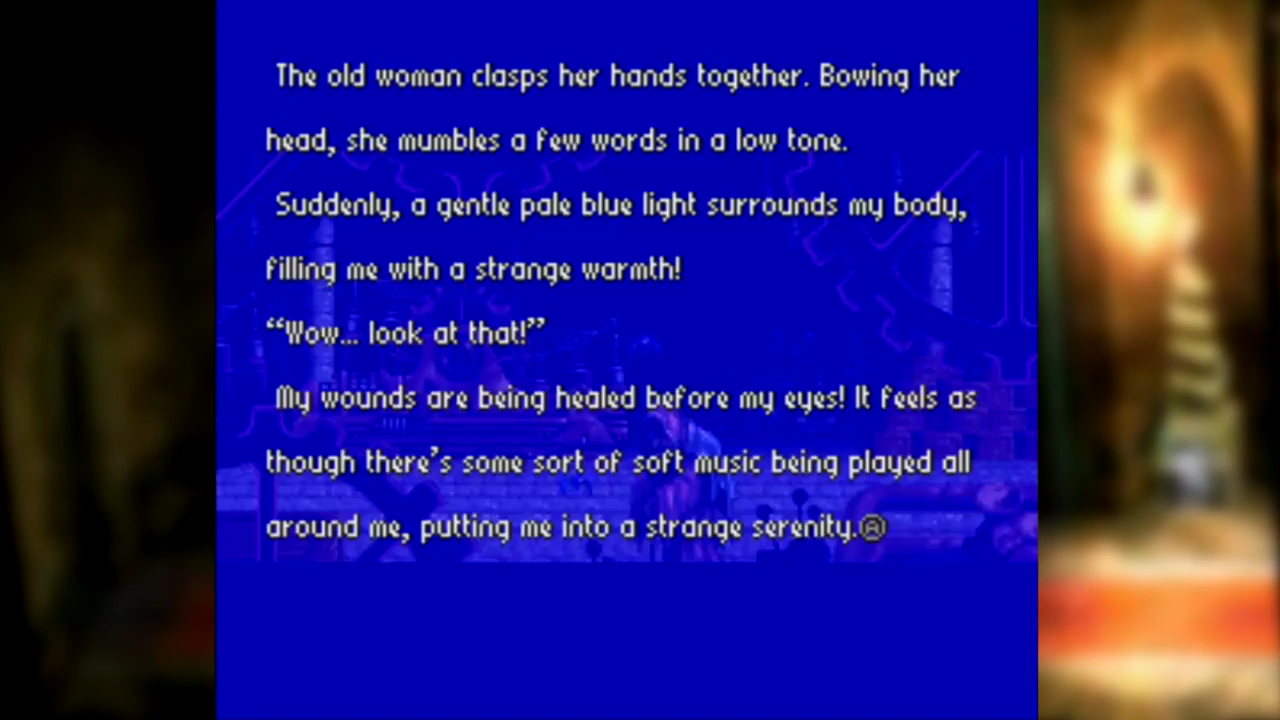 The old woman clasps her hands together. Bowing her
head, she mumbles a few words in a low tone.
Suddenly, a gentle pale blue light surrounds my body,
filling me with a strange warmth!
“Wow... look at that!”
My wounds are being healed before my eyes! It feels as
though there’s some sort of soft music being played all
around me, putting me into a strange serenity.Ⓐ